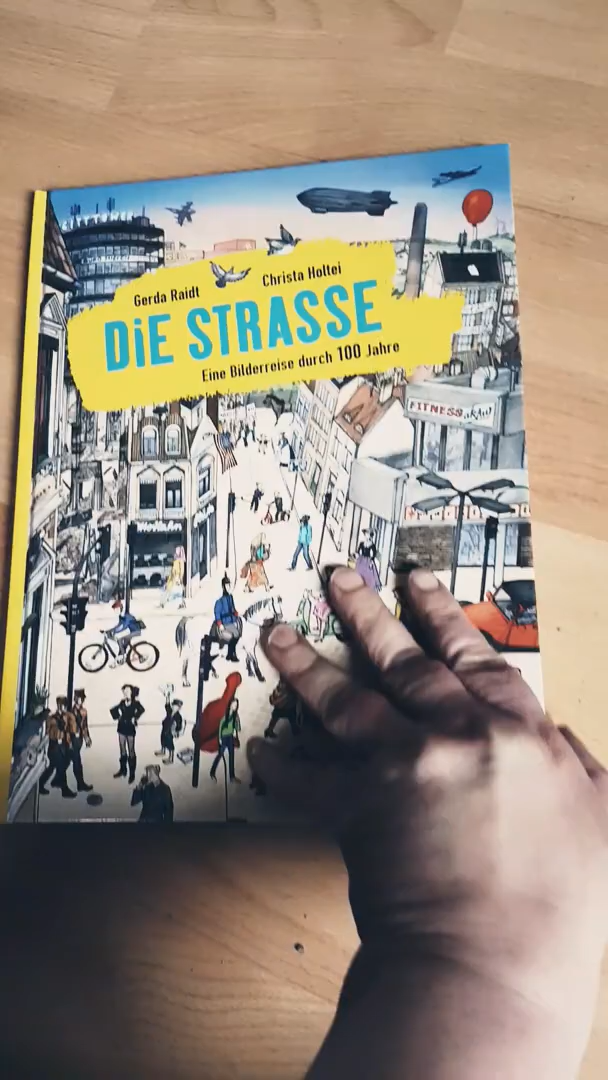 Gerda Raidt
Christa Holtei
DiE STRASSE
Eine Bilderreise durch 100 Jahre
FITNESS